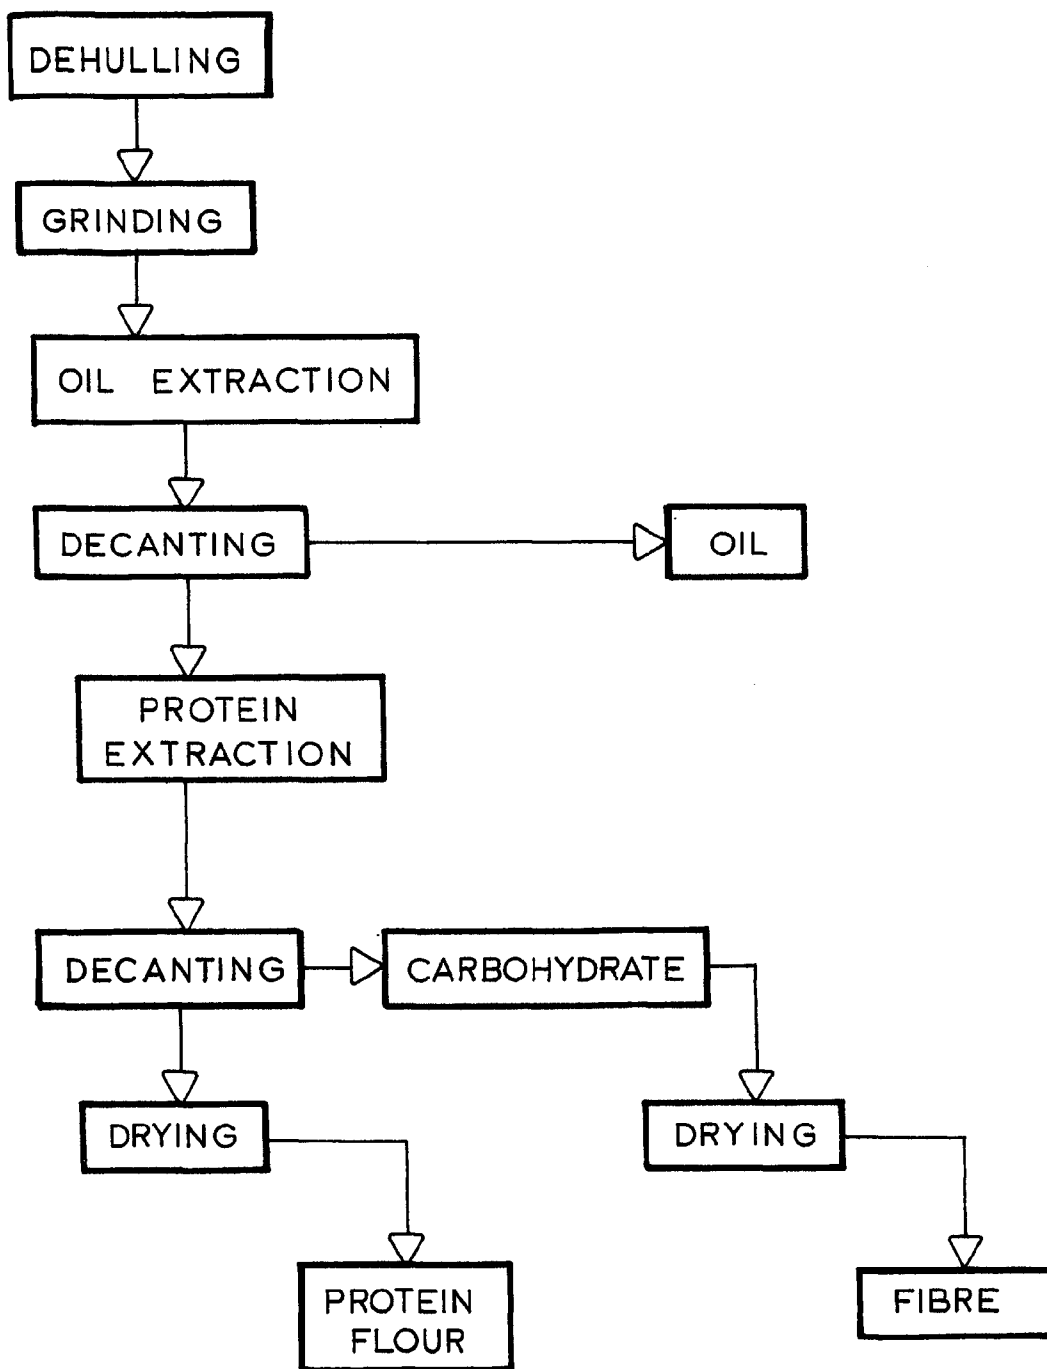 DEHULLING
GRINDING
OIL EXTRACTION
DECANTING
OIL
PROTEIN
EXTRACTION
DECANTING
CARBOHYDRATE
DRYING
DRYING
PROTEIN
FLOUR
FIBRE